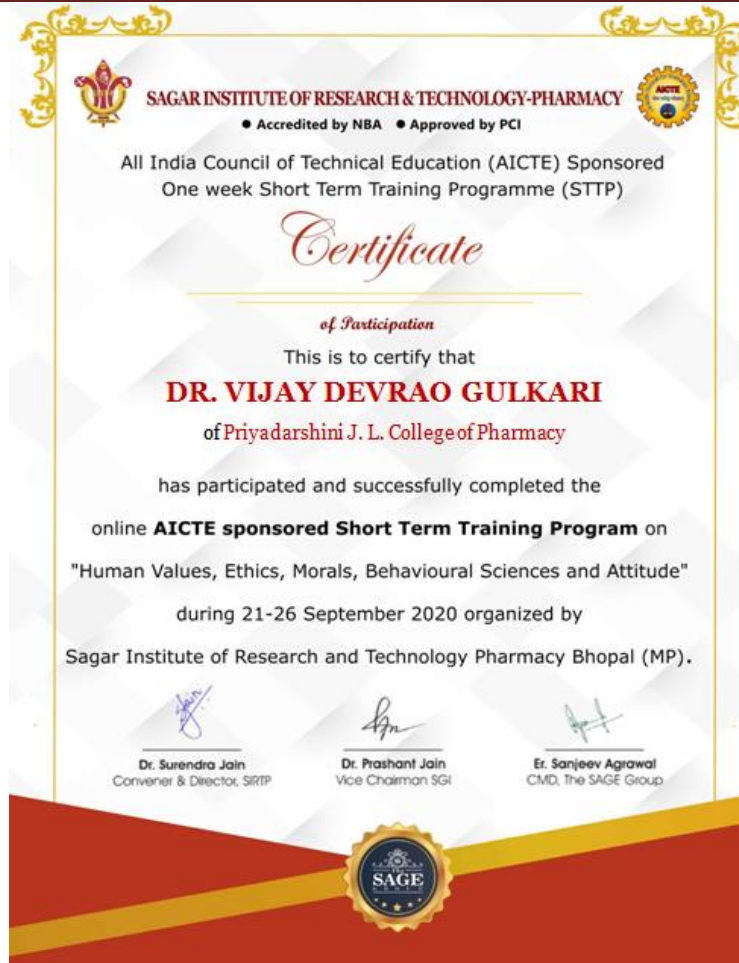 SAGAR INSTITUTE OF RESEARCH & TECHNOLOGY-PHARMACY
AICTE
● Accredited by NBA ● Approved by PCI
All India Council of Technical Education (AICTE) Sponsored
One week Short Term Training Programme (STTP)
Certificate
of Participation
This is to certify that
DR. VIJAY DEVRAO GULKARI
of Priyadarshini J. L. College of Pharmacy
has participated and successfully completed the
online AICTE sponsored Short Term Training Program on
"Human Values, Ethics, Morals, Behavioural Sciences and Attitude"
during 21-26 September 2020 organized by
Sagar Institute of Research and Technology Pharmacy Bhopal (MP).
Dr. Surendra Jain
Convener & Director, SIRTP
Dr. Prashant Jain
Vice Chairman SGI
Er. Sanjeev Agrawal
CMD, The SAGE Group
The
SAGE
GROUP